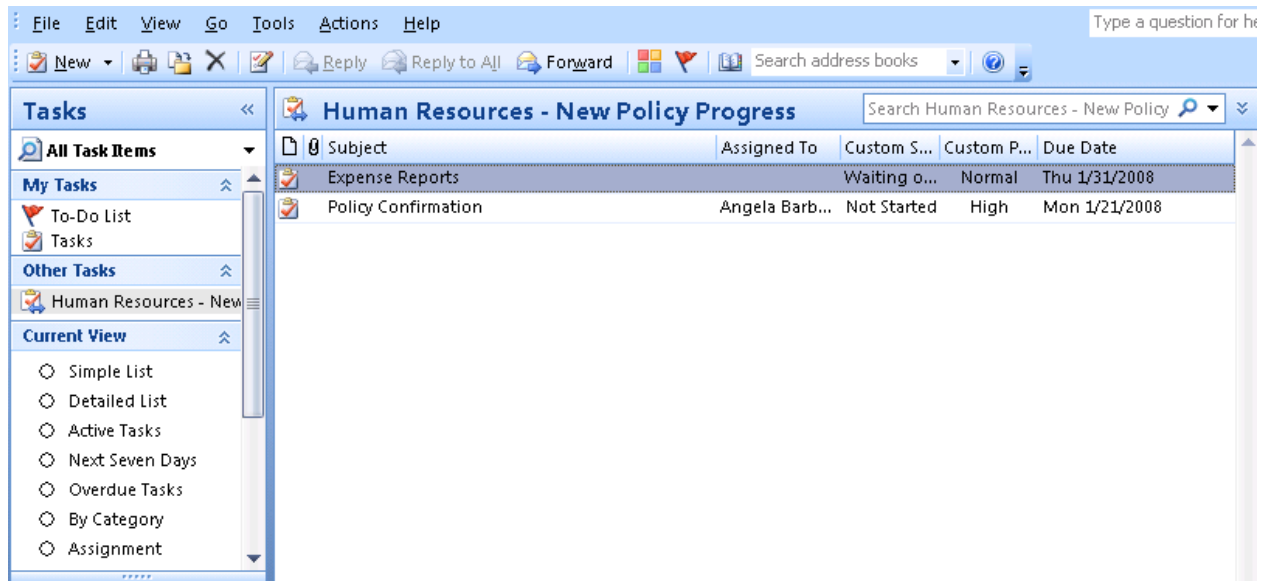 File Edit View Go Tools Actions Help Type a question for he
New Reply Reply to All Forward Search address books
Tasks Human Resources - New Policy Progress Search Human Resources - New Policy
All Task Items Subject Assigned To Custom S... Custom P... Due Date
Expense Reports Waiting o... Normal Thu 1/31/2008
Policy Confirmation Angela Barb... Not Started High Mon 1/21/2008
My Tasks
To-Do List
Tasks
Other Tasks
Human Resources - New
Current View
Simple List
Detailed List
Active Tasks
Next Seven Days
Overdue Tasks
By Category
Assignment